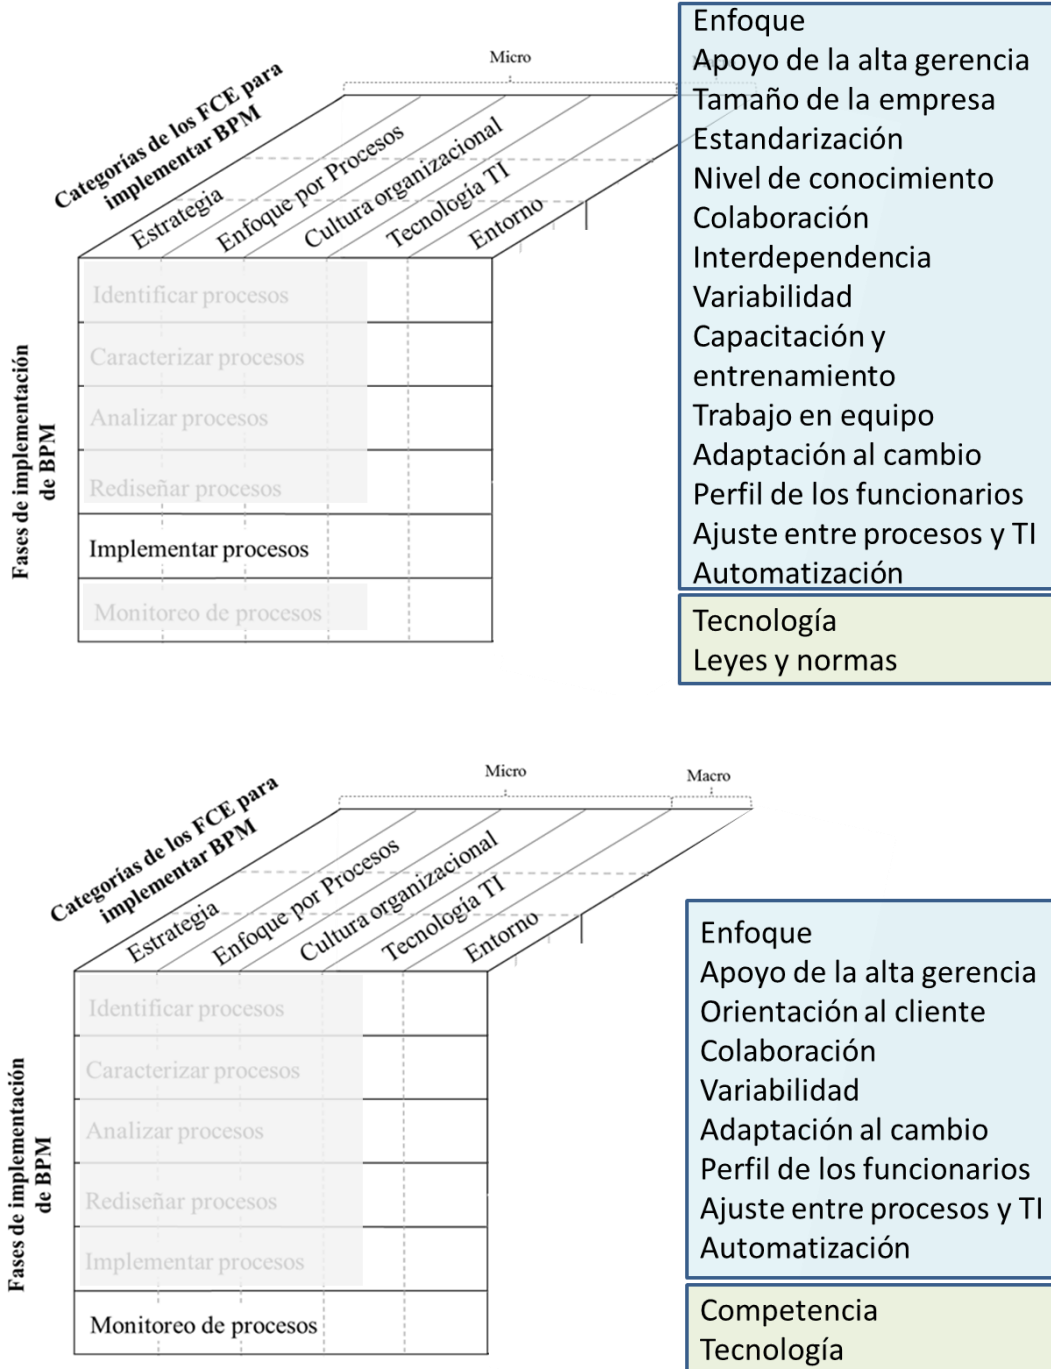 Micro
Categorías de los FCE para
implementar BPM
Estrategia
Enfoque por Procesos
Cultura organizacional
Tecnología TI
Entorno
Fases de implementación
de BPM
Identificar procesos
Caracterizar procesos
Analizar procesos
Rediseñar procesos
Implementar procesos
Monitoreo de procesos
Enfoque
Apoyo de la alta gerencia
Tamaño de la empresa
Estandarización
Nivel de conocimiento
Colaboración
Interdependencia
Variabilidad
Capacitación y
entrenamiento
Trabajo en equipo
Adaptación al cambio
Perfil de los funcionarios
Ajuste entre procesos y TI
Automatización
Tecnología
Leyes y normas
Micro
Macro
Categorías de los FCE para
implementar BPM
Estrategia
Enfoque por Procesos
Cultura organizacional
Tecnología TI
Entorno
Fases de implementación
de BPM
Identificar procesos
Caracterizar procesos
Analizar procesos
Rediseñar procesos
Implementar procesos
Monitoreo de procesos
Enfoque
Apoyo de la alta gerencia
Orientación al cliente
Colaboración
Variabilidad
Adaptación al cambio
Perfil de los funcionarios
Ajuste entre procesos y TI
Automatización
Competencia
Tecnología